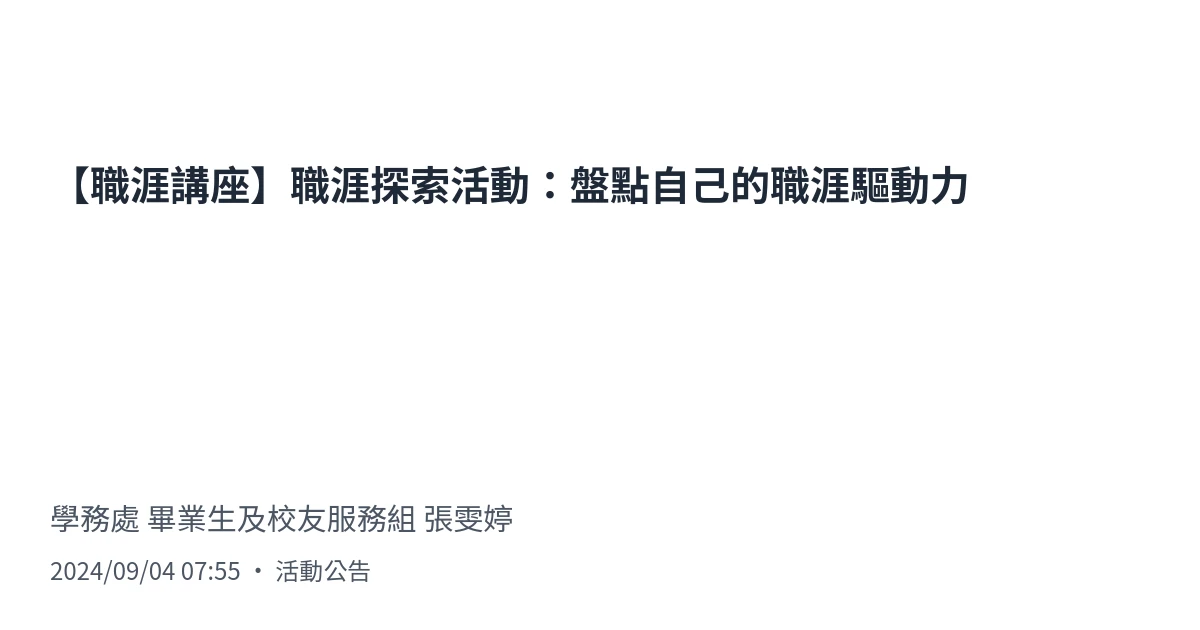 【職涯講座】職涯探索活動：盤點自己的職涯驅動力
學務處 畢業生及校友服務組 張雯婷
2024/09/04 07:55 • 活動公告